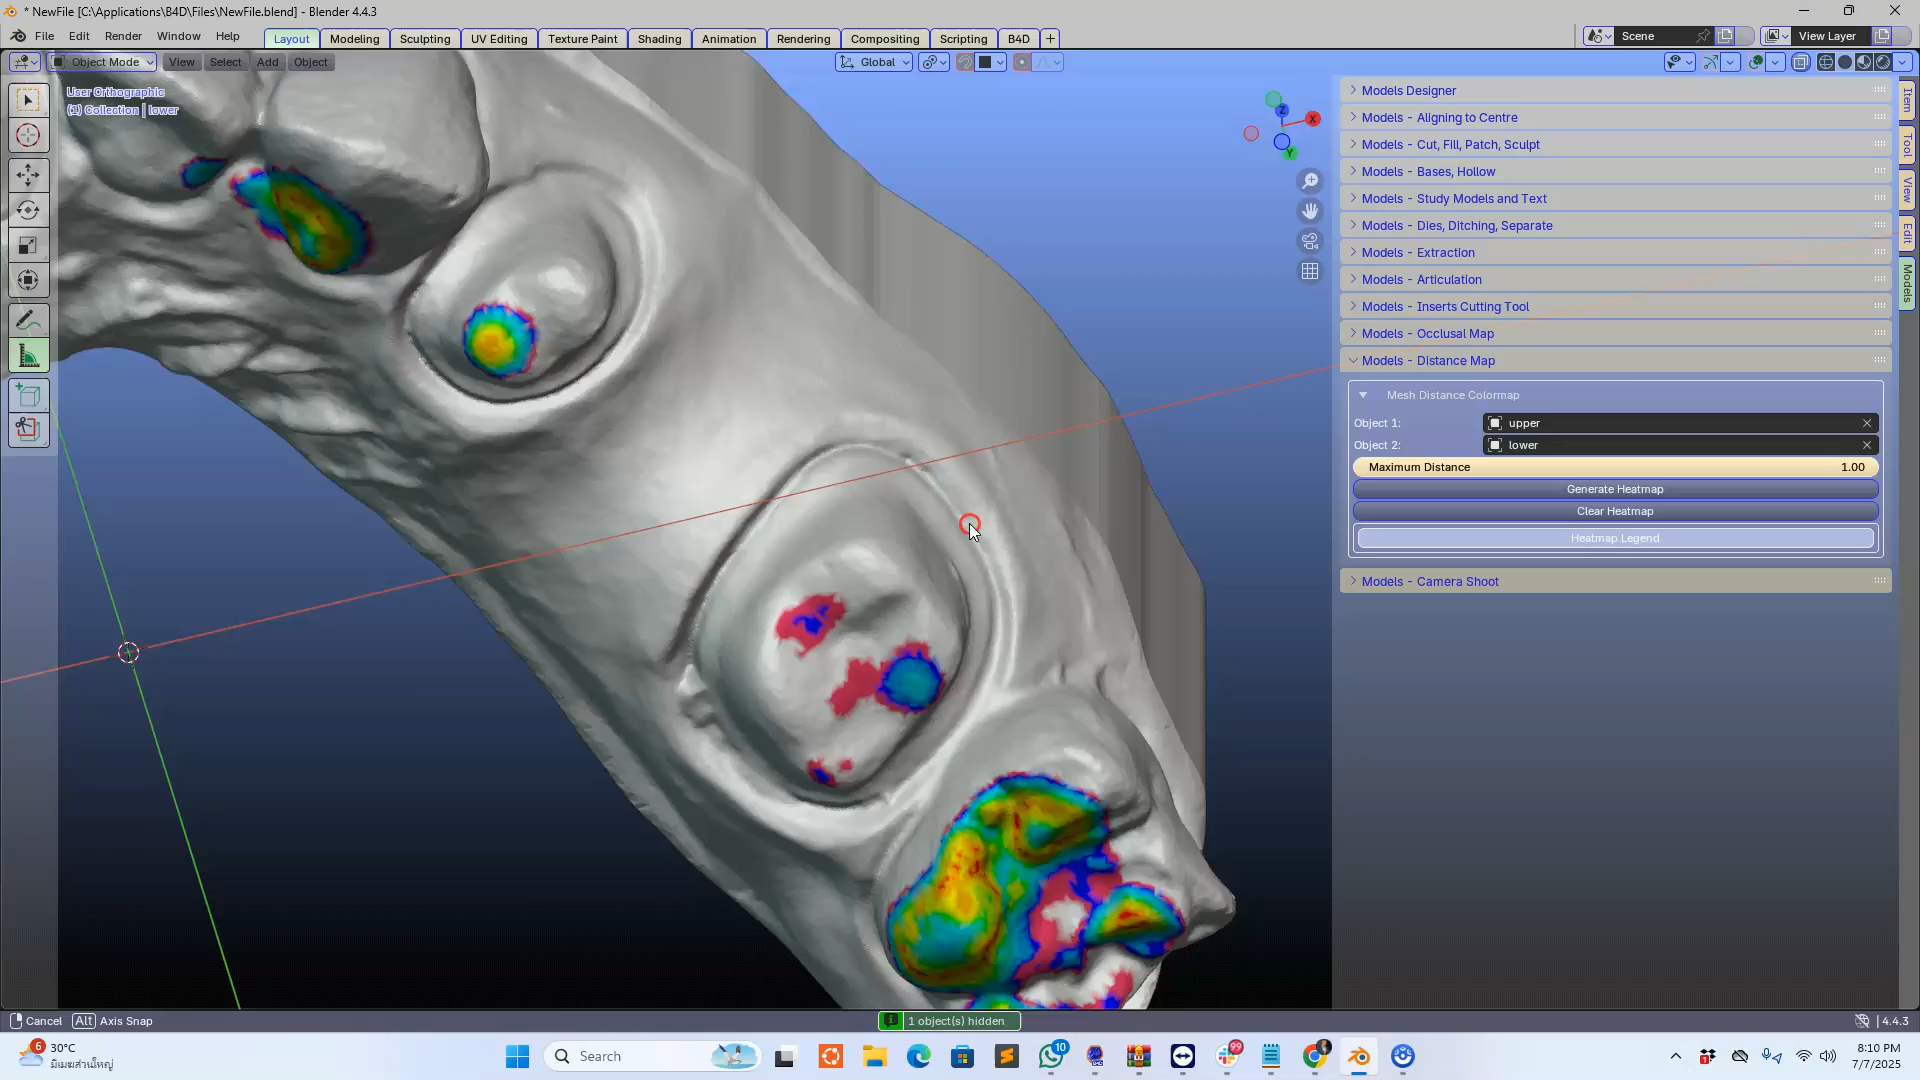 * NewFile [C:\Applications\B4D\Files\NewFile.blend] - Blender 4.4.3
File Edit Render Window Help Layout Modeling Sculpting UV Editing Texture Paint Shading Animation Rendering Compositing Scripting B4D + Scene View Layer
Object Mode View Select Add Object Global
User Orthographic
(1) Collection | lower
X
Y
Z
Models Designer
Models - Aligning to Centre
Models - Cut, Fill, Patch, Sculpt
Models - Bases, Hollow
Models - Study Models and Text
Models - Dies, Ditching, Separate
Models - Extraction
Models - Articulation
Models - Inserts Cutting Tool
Models - Occlusal Map
Models - Distance Map
Mesh Distance Colormap
Object 1: upper
Object 2: lower
Maximum Distance 1.00
Generate Heatmap
Clear Heatmap
Heatmap Legend
Models - Camera Shoot
Item
Tool
View
Edit
Models
Cancel Alt Axis Snap 1 object(s) hidden 4.4.3
6 30°C
Search
10
99
1
8:10 PM
7/7/2025